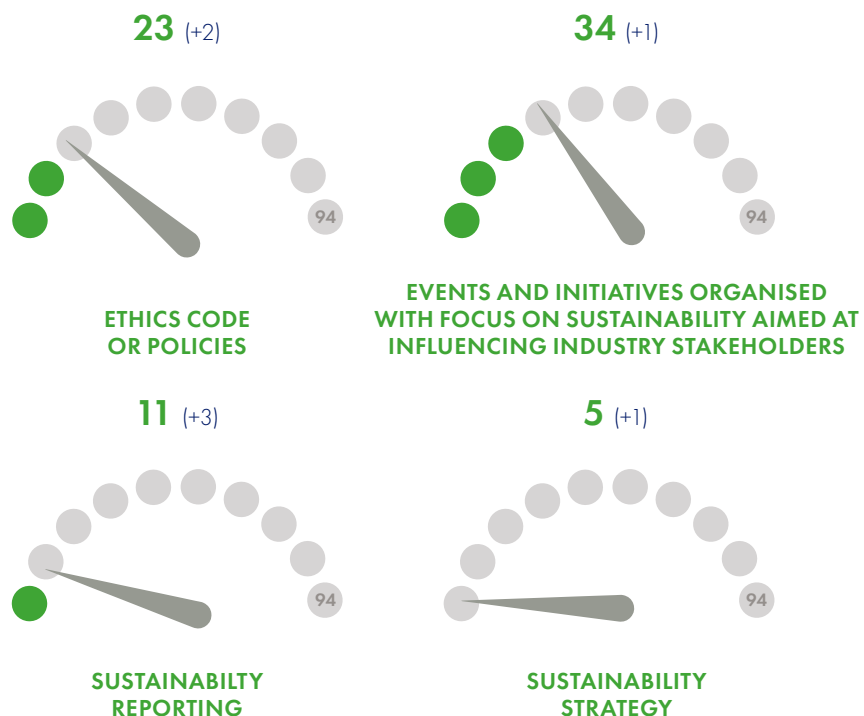 23 (+2)
94
ETHICS CODE
OR POLICIES
34 (+1)
94
EVENTS AND INITIATIVES ORGANISED
WITH FOCUS ON SUSTAINABILITY AIMED AT
INFLUENCING INDUSTRY STAKEHOLDERS
11 (+3)
94
SUSTAINABILTY
REPORTING
5 (+1)
94
SUSTAINABILITY
STRATEGY